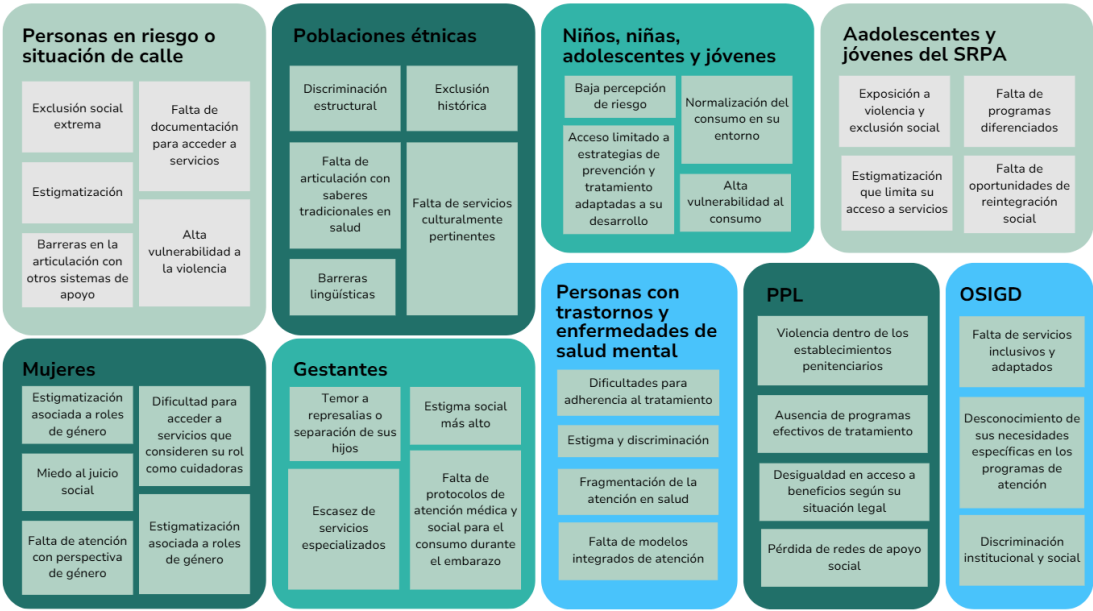 Personas en riesgo o
situación de calle
Exclusión social
extrema
Estigmatización
Barreras en la
articulación con
otros sistemas de
apoyo
Falta de
documentación
para acceder a
servicios
Alta
vulnerabilidad a
la violencia
Poblaciones étnicas
Discriminación
estructural
Falta de
articulación con
saberes
tradicionales en
salud
Barreras
lingüísticas
Exclusión
histórica
Falta de servicios
culturalmente
pertinentes
Niños, niñas,
adolescentes y jóvenes
Baja percepción
de riesgo
Acceso limitado a
estrategias de
prevención y
tratamiento
adaptadas a su
desarrollo
Normalización del
consumo en su
entorno
Alta
vulnerabilidad al
consumo
Aadolescentes y
jóvenes del SRPA
Exposición a
violencia y
exclusión social
Estigmatización
que limita su
acceso a servicios
Falta de
programas
diferenciados
Falta de
oportunidades de
reintegración
social
Mujeres
Estigmatización
asociada a roles
de género
Miedo al juicio
social
Falta de atención
con perspectiva
de género
Dificultad para
acceder a
servicios que
consideren su rol
como cuidadoras
Estigmatización
asociada a roles
de género
Gestantes
Temor a
represalias o
separación de sus
hijos
Escasez de
servicios
especializados
Estigma social
más alto
Falta de
protocolos de
atención médica y
social para el
consumo durante
el embarazo
Personas con
trastornos y
enfermedades de
salud mental
Dificultades para
adherencia al tratamiento
Estigma y discriminación
Fragmentación de la
atención en salud
Falta de modelos
integrados de atención
PPL
Violencia dentro de los
establecimientos
penitenciarios
Ausencia de programas
efectivos de tratamiento
Desigualdad en acceso a
beneficios según su
situación legal
Pérdida de redes de apoyo
social
OSIGD
Falta de servicios
inclusivos y
adaptados
Desconocimiento de
sus necesidades
específicas en los
programas de
atención
Discriminación
institucional y social